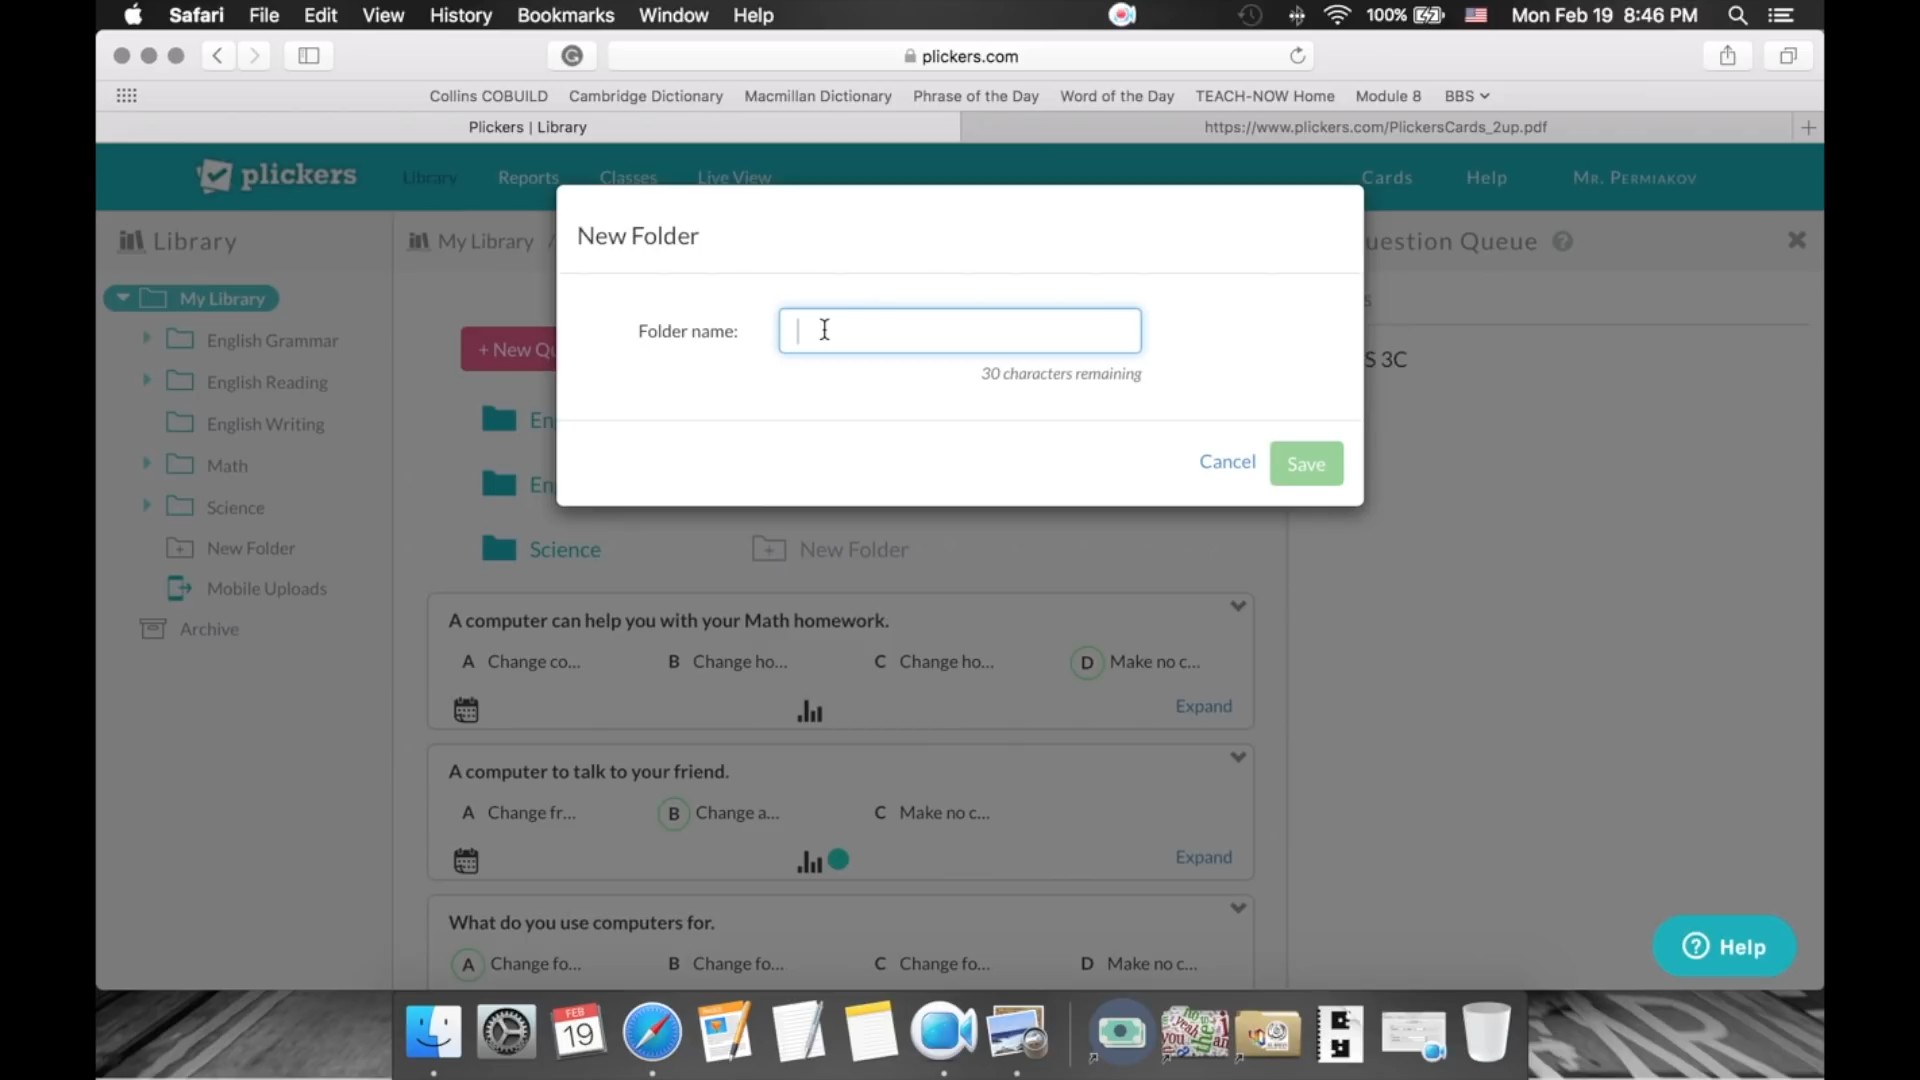 Safari File Edit View History Bookmarks Window Help 100% Mon Feb 19 8:46 PM
plickers.com
Collins COBUILD Cambridge Dictionary Macmillan Dictionary Phrase of the Day Word of the Day TEACH-NOW Home Module 8 BBS
Plickers | Library https://www.plickers.com/PlickersCards_2up.pdf
plickers Library Reports Classes Live View Cards Help Mr. Permiakov
Library My Library / uestion Queue ?
New Folder
My Library
English Grammar
English Reading
English Writing
Math
Science
New Folder
Mobile Uploads
Archive
Folder name:
30 characters remaining
Cancel Save
+ New Qu
S 3C
En
En
Science New Folder
A computer can help you with your Math homework.
A Change co... B Change ho... C Change ho... D Make no c...
Expand
A computer to talk to your friend.
A Change fr... B Change a... C Make no c...
Expand
What do you use computers for.
A Change fo... B Change fo... C Change fo... D Make no c...
? Help
FEB
19
PAGES